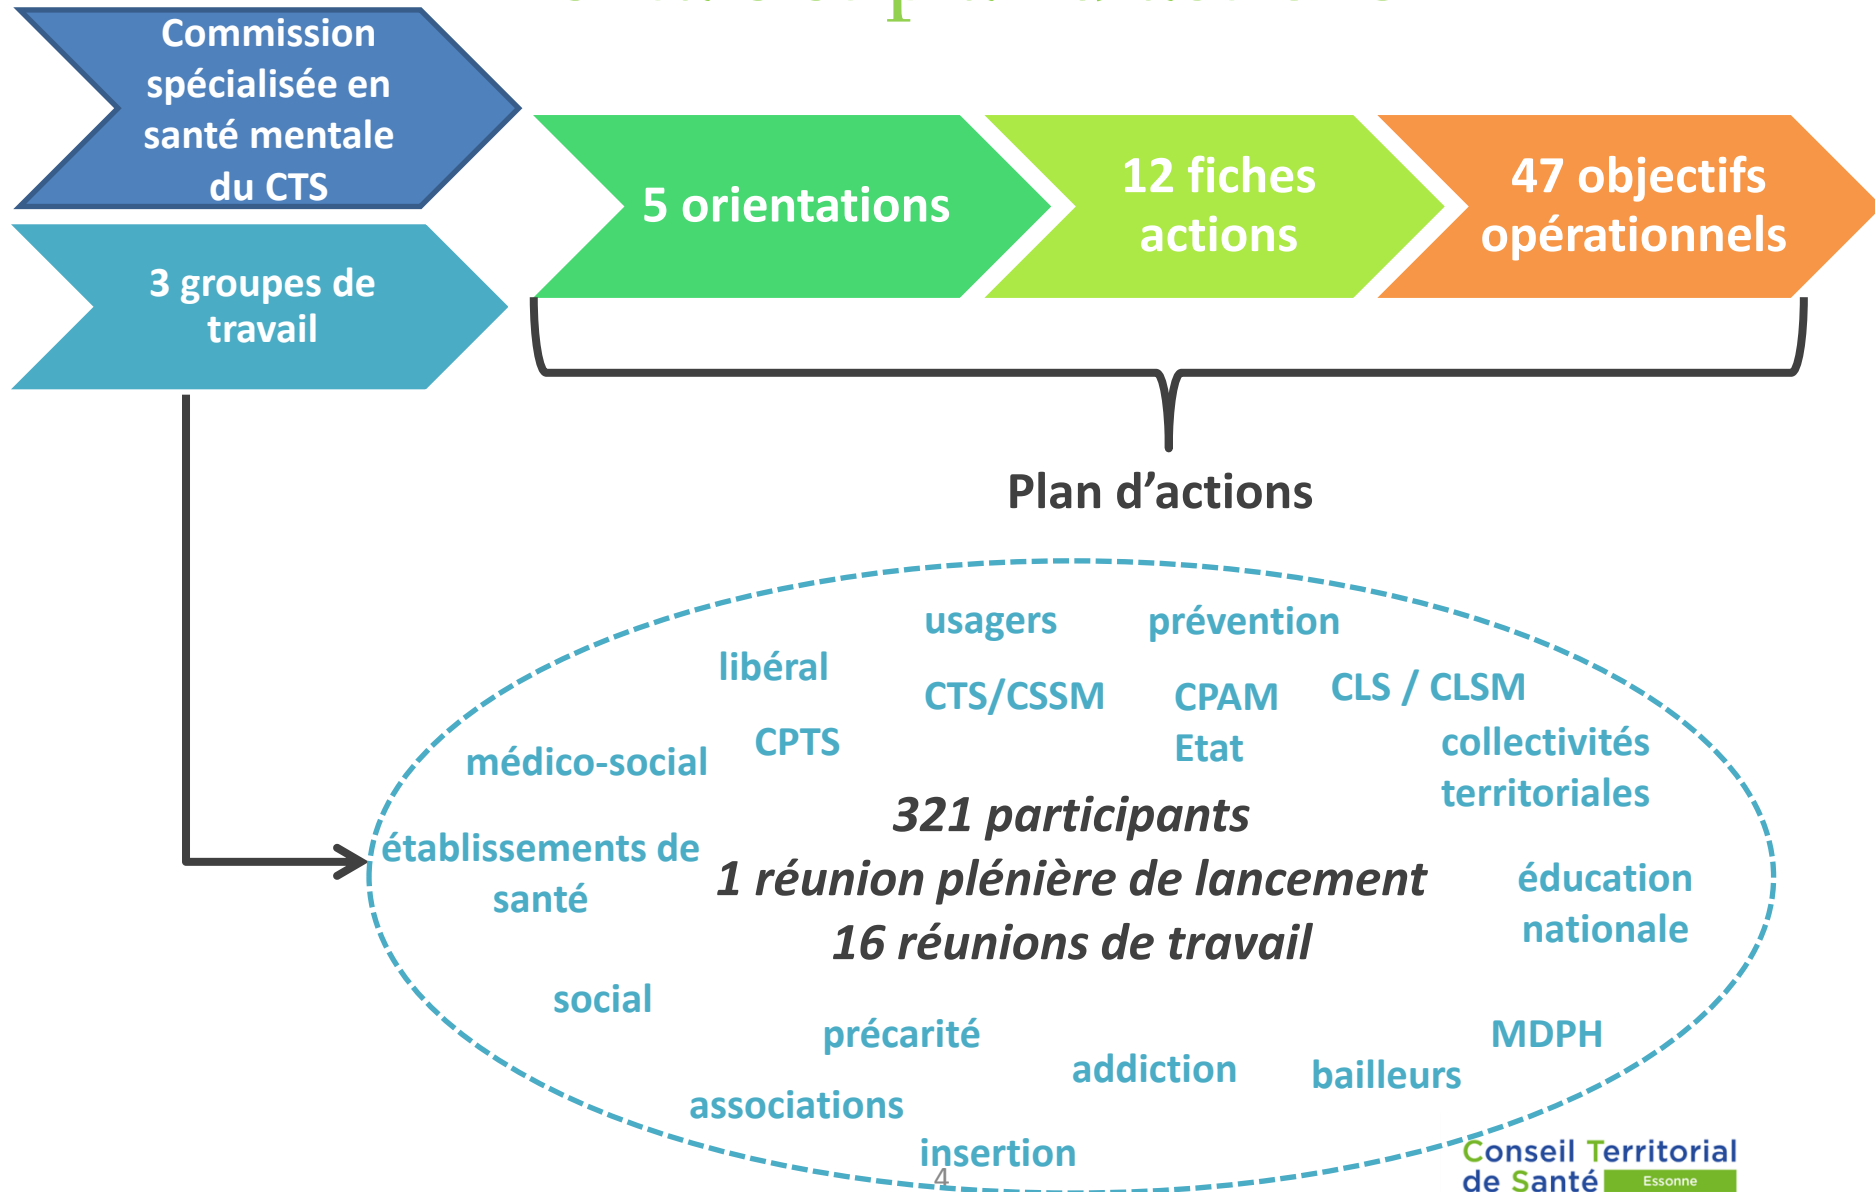 Commission
spécialisée en
santé mentale
du CTS
5 orientations
12 fiches
actions
47 objectifs
opérationnels
3 groupes de
travail
Plan d’actions
usagers
prévention
libéral
CTS/CSSM
CPAM
Etat
CLS / CLSM
CPTS
médico-social
collectivités
territoriales
321 participants
1 réunion plénière de lancement
16 réunions de travail
établissements de
santé
éducation
nationale
social
précarité
addiction
bailleurs
MDPH
associations
insertion
4
Conseil Territorial
de Santé Essonne